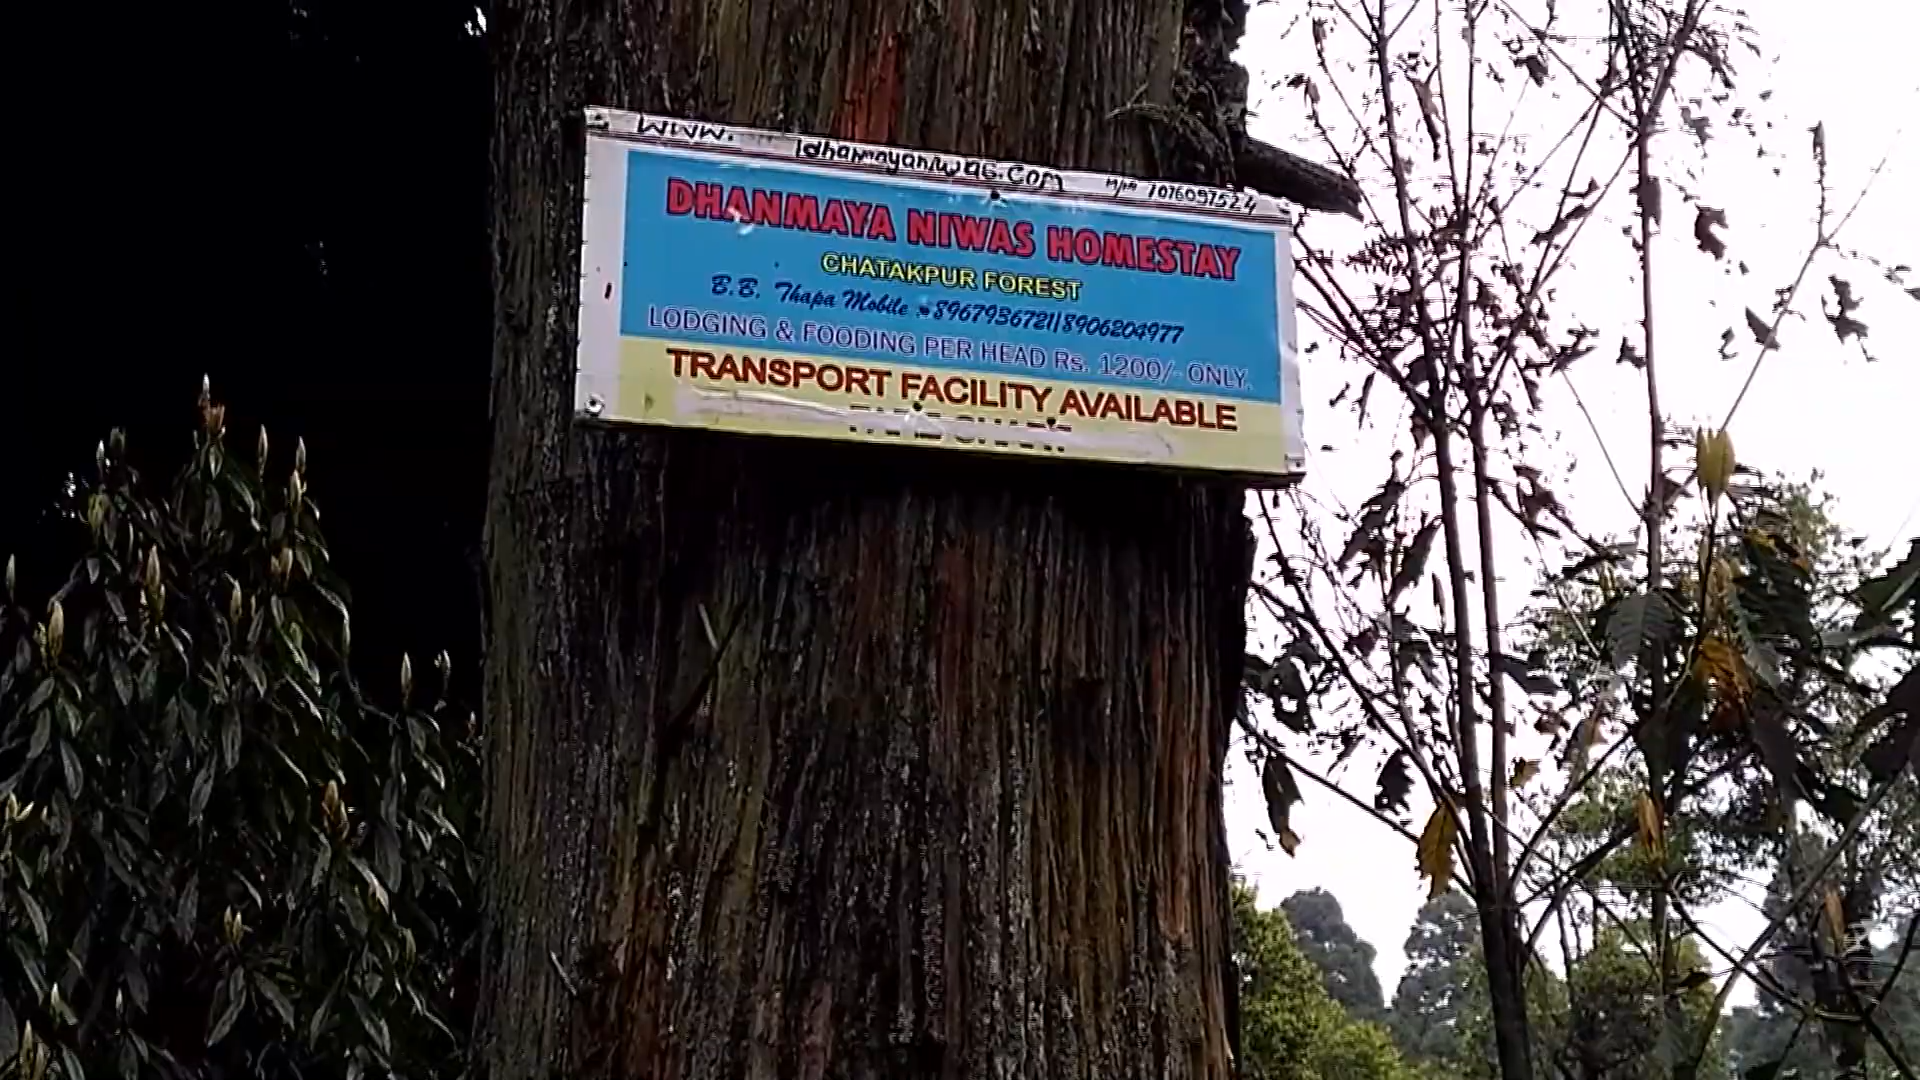 www. dhanmayaniwas.com M/N 7076097524
DHANMAYA NIWAS HOMESTAY
CHATAKPUR FOREST
B.B. Thapa Mobile :- 8967936721/8906204977
LODGING & FOODING PER HEAD Rs. 1200/- ONLY.
TRANSPORT FACILITY AVAILABLE